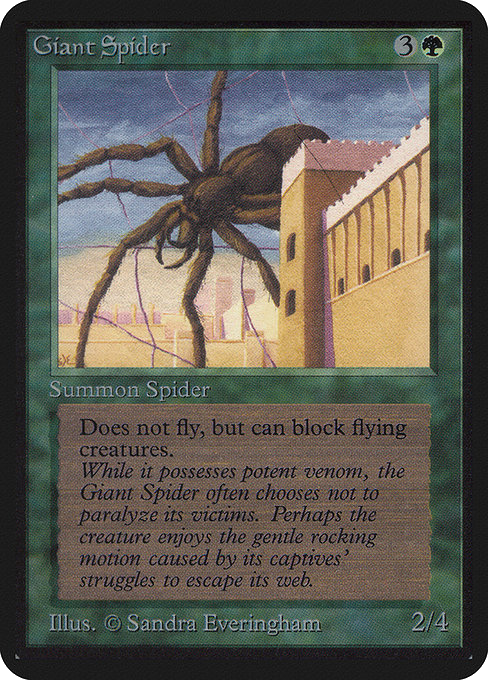 Giant Spider 3
Summon Spider
Does not fly, but can block flying
creatures.
While it possesses potent venom, the
Giant Spider often chooses not to
paralyze its victims. Perhaps the
creature enjoys the gentle rocking
motion caused by its captives'
struggles to escape its web.
Illus. © Sandra Everingham 2/4